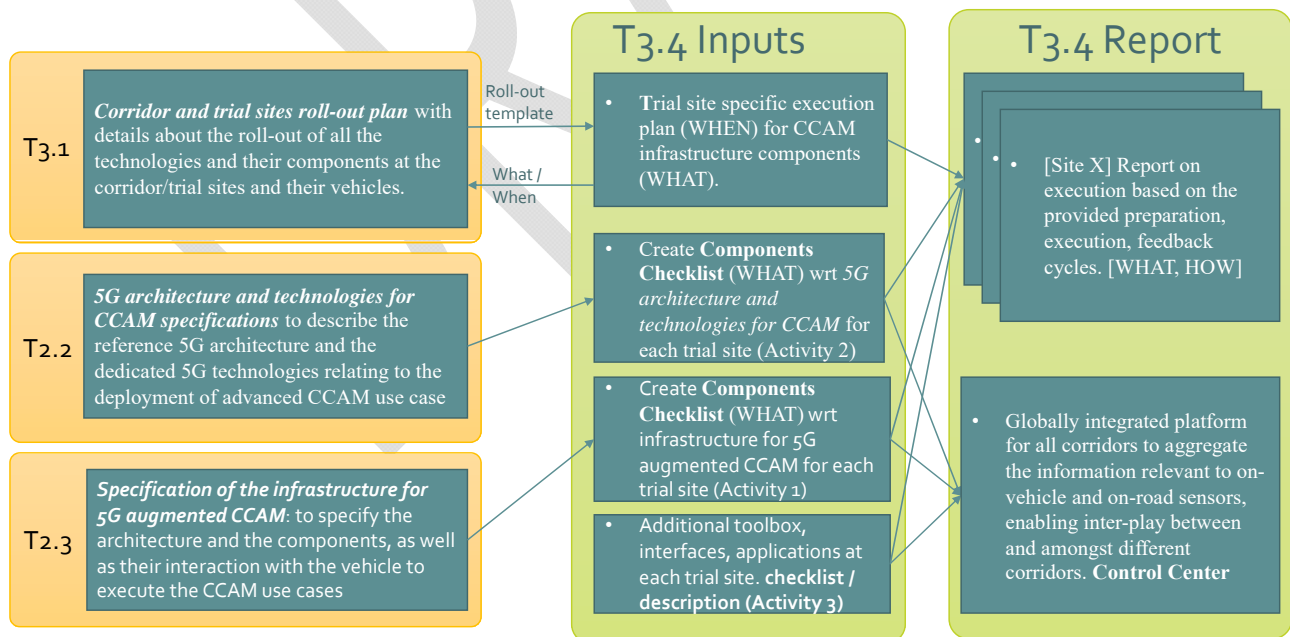 T3.1
Corridor and trial sites roll-out plan with
details about the roll-out of all the
technologies and their components at the
corridor/trial sites and their vehicles.
T2.2
5G architecture and technologies for
CCAM specifications to describe the
reference 5G architecture and the
dedicated 5G technologies relating to the
deployment of advanced CCAM use case
T2.3
Specification of the infrastructure for
5G augmented CCAM: to specify the
architecture and the components, as well
as their interaction with the vehicle to
execute the CCAM use cases
Roll-out
template
What /
When
T3.4 Inputs
• Trial site specific execution
plan (WHEN) for CCAM
infrastructure components
(WHAT).
• Create Components
Checklist (WHAT) wrt 5G
architecture and
technologies for CCAM for
each trial site (Activity 2)
• Create Components
Checklist (WHAT) wrt
infrastructure for 5G
augmented CCAM for each
trial site (Activity 1)
• Additional toolbox,
interfaces, applications at
each trial site. checklist /
description (Activity 3)
T3.4 Report
• [Site X] Report on
execution based on the
provided preparation,
execution, feedback
cycles. [WHAT, HOW]
• Globally integrated platform
for all corridors to aggregate
the information relevant to on-
vehicle and on-road sensors,
enabling inter-play between
and amongst different
corridors. Control Center